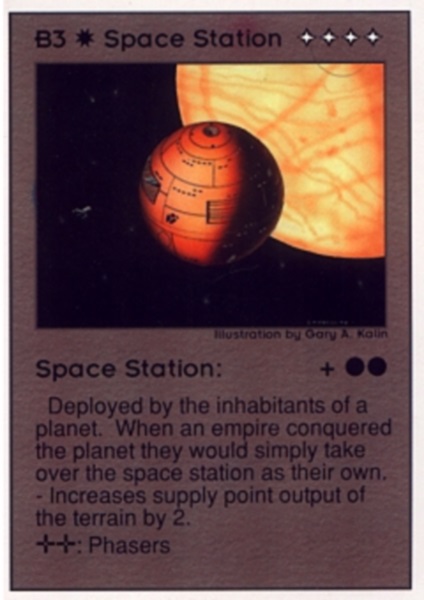 B3 ✷ Space Station ✧✧✧✧
Illustration by Gary A. Kalin
Space Station: + ●●
Deployed by the inhabitants of a
planet. When an empire conquered
the planet they would simply take
over the space station as their own.
- Increases supply point output of
the terrain by 2.
✢✢: Phasers